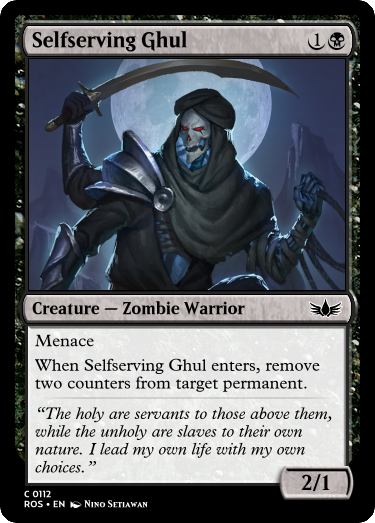 Selfserving Ghul 1
Creature — Zombie Warrior
Menace
When Selfserving Ghul enters, remove
two counters from target permanent.
“The holy are servants to those above them,
while the unholy are slaves to their own
nature. I lead my own life with my own
choices.”
2/1
C 0112
ROS • EN Nino Setiawan